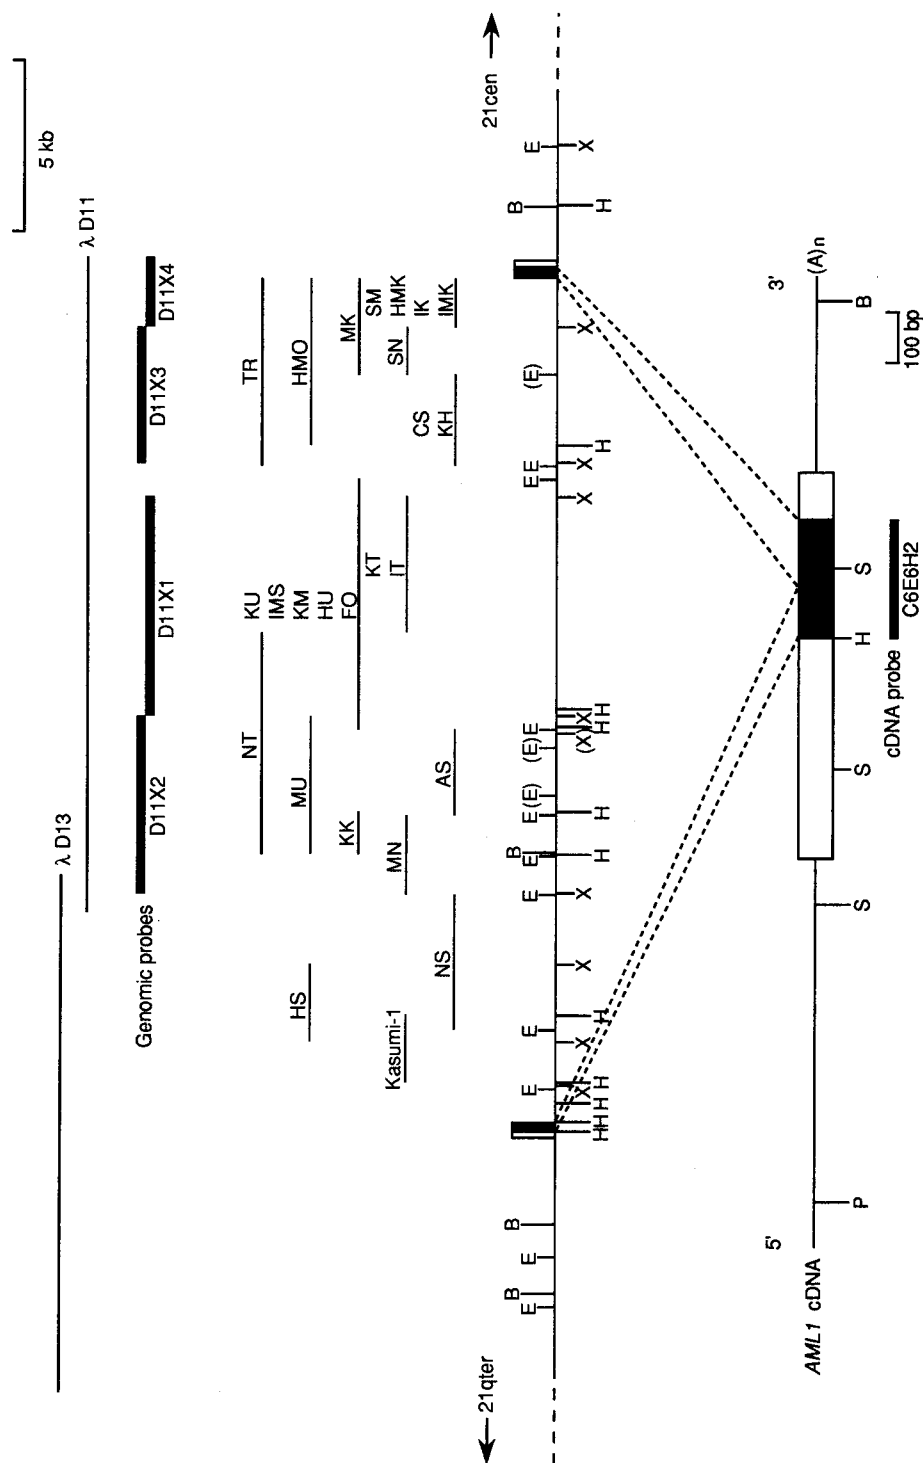 5 kb
λ D13
λ D11
Genomic probes
D11X2
D11X1
D11X3
D11X4
NT
KU
IMS
KM
HU
FO
TR
HS
MU
HMO
KK
MK
Kasumi-1
MN
KT
IT
SN
SM
HMK
IK
IMK
NS
AS
CS
KH
21qter
21cen
E B E B E E E E B E (E) (E) E E E (E) B E
H H H X H X H X X H H (X) H X H X X H X H X
AML1 cDNA
5'
3'
(A)n
P S S H S B
cDNA probe
C6E6H2
100 bp